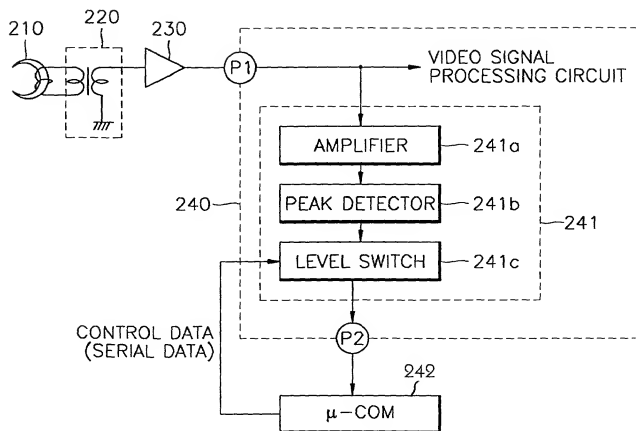 210
220
230
P1
VIDEO SIGNAL
PROCESSING CIRCUIT
AMPLIFIER
241a
240
PEAK DETECTOR
241b
241
LEVEL SWITCH
241c
CONTROL DATA
(SERIAL DATA)
P2
242
μ-COM